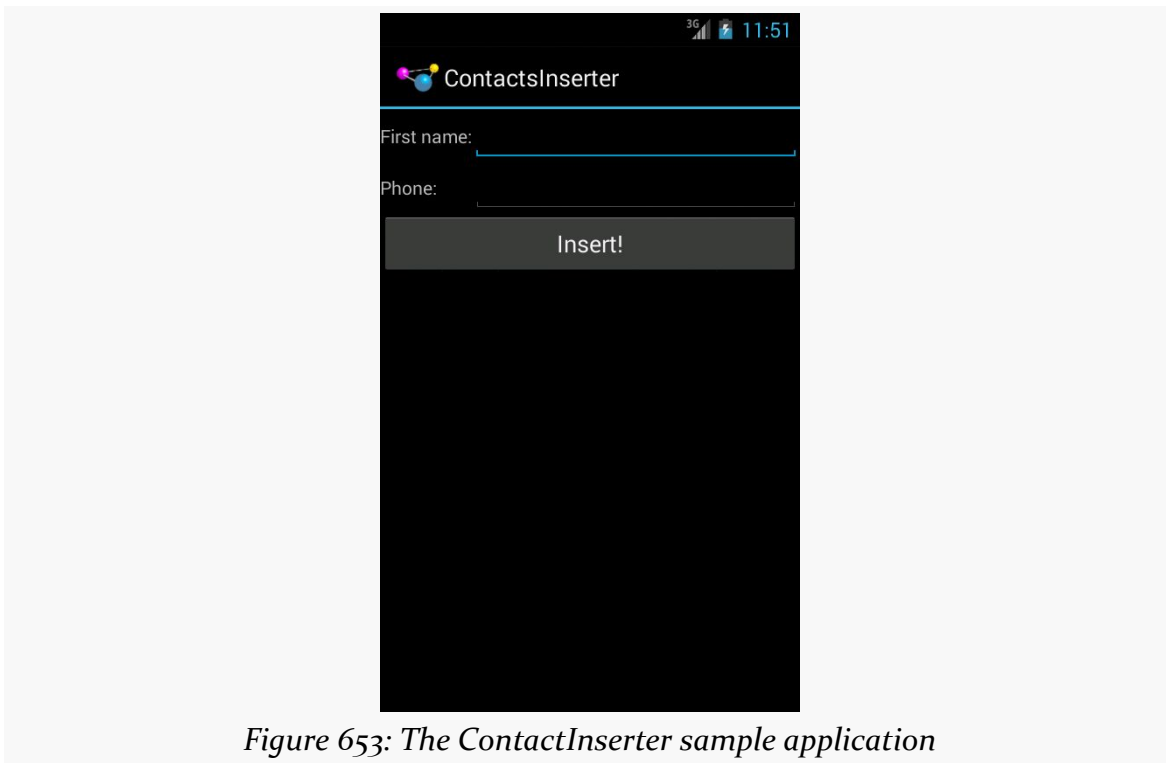 3G 11:51
ContactsInserter
First name:
Phone:
Insert!
Figure 653: The ContactInserter sample application